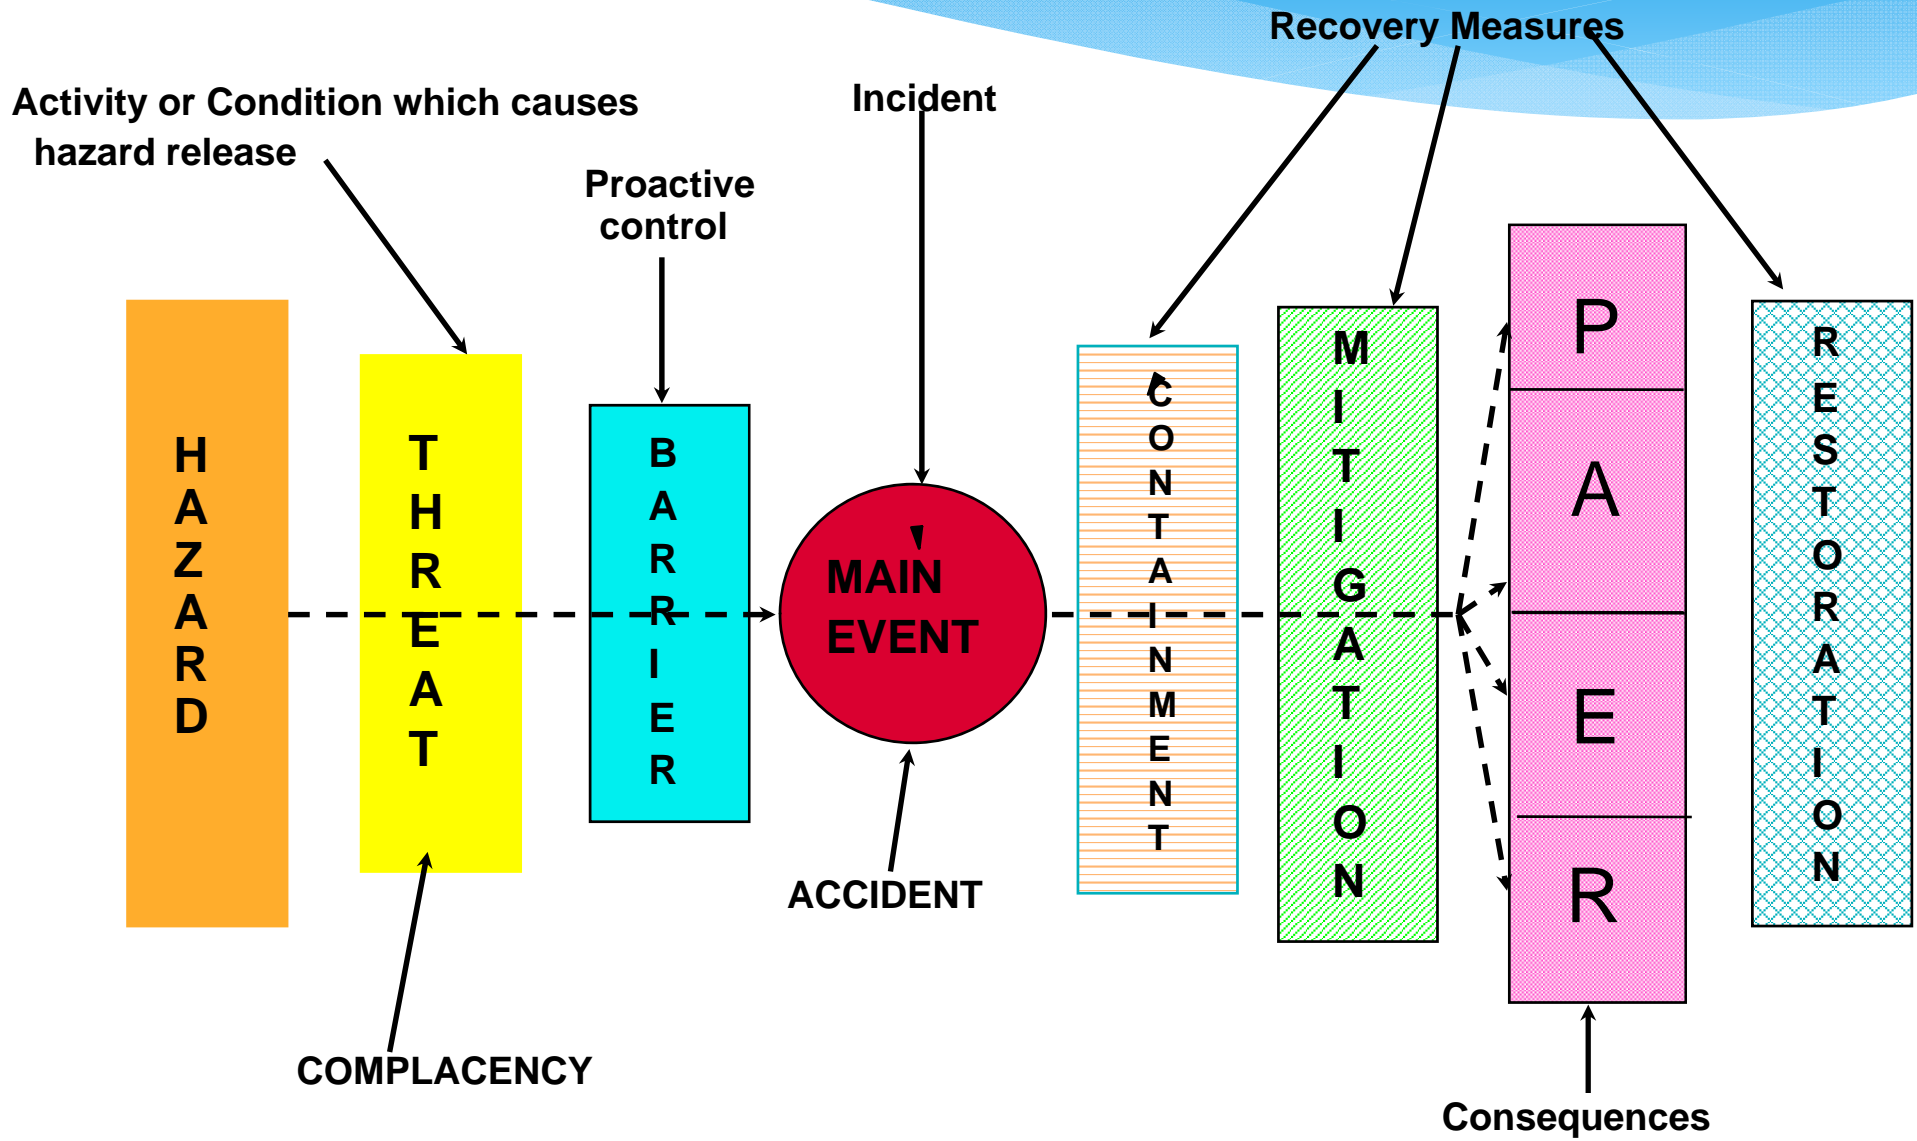 Recovery Measures
Activity or Condition which causes
hazard release
Incident
Proactive
control
HAZARD
THREAT
BARRIER
MAIN
EVENT
CONTAINMENT
MITIGATION
P
A
E
R
RESTORATION
ACCIDENT
COMPLACENCY
Consequences